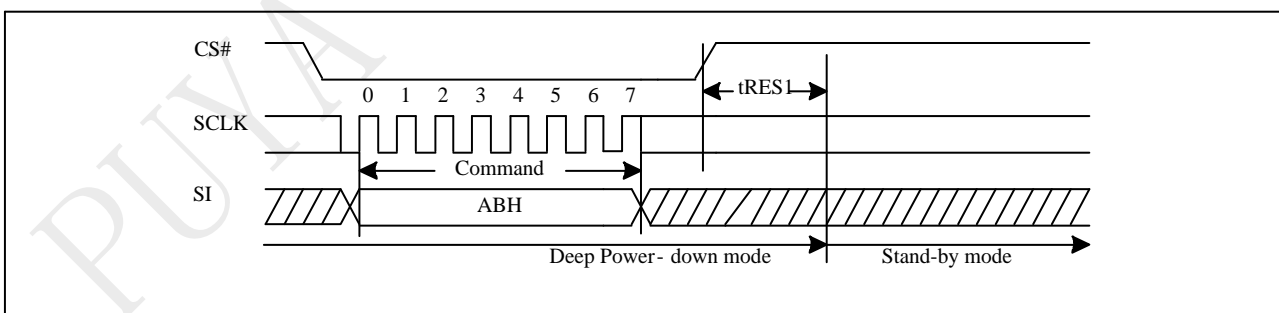 PUYA
CS#
tRES1
0 1 2 3 4 5 6 7
SCLK
Command
SI
ABH
Deep Power- down mode
Stand-by mode